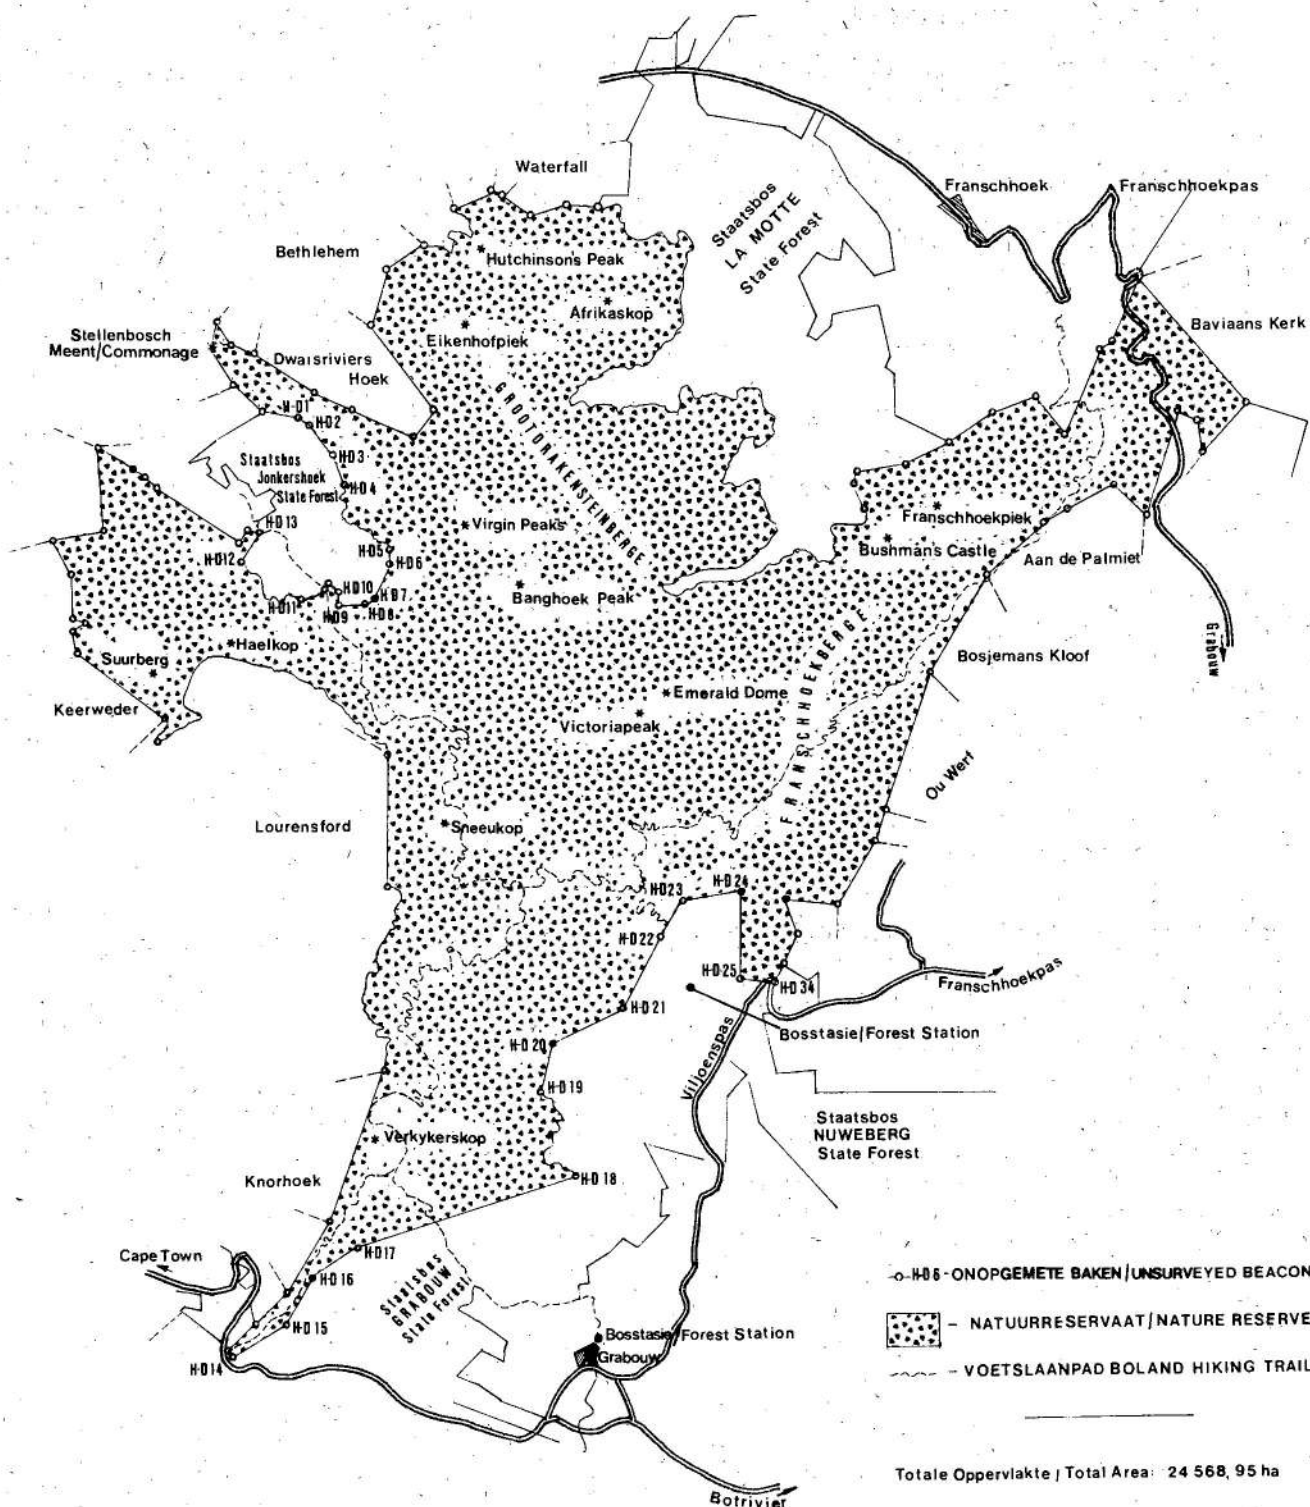 Waterfall
Franschhoek
Franschhoekpas
Staatsbos
LA MOTTE
State Forest
Bethlehem
Hutchinson's Peak
Afrikaskop
Baviaans Kerk
Stellenbosch
Meent/Commonage
Eikenhofpiek
Dwarsriviers
Hoek
GROOTDRAKENSTEINBERGE
H-D1
H-D2
H-D3
Staatsbos
Jonkershoek
State Forest
H-D4
Virgin Peaks
Franschhoekpiek
H-D13
Bushman's Castle
H-D5
H-D6
Aan de Palmiet
H-D12
H-D10
Banghoek Peak
H-D7
H-D11
H-D9
H-D8
Grabouw
Haelkop
Suurberg
Bosjemans Kloof
FRANSCHHOEKBERGE
Emerald Dome
Keerweder
Victoriapeak
Ou Werf
Lourensford
Sneeukop
H-D23
H-D24
H-D22
H-D25
H-D34
Franschhoekpas
H-D21
Bosstasie/Forest Station
H-D20
Viljoenspas
H-D19
Staatsbos
NUWEBERG
State Forest
Verkykerskop
H-D18
Knorhoek
H-D17
Cape Town
H-D16
Staatsbos
GRABOUW
State Forest
-o-H-D6-ONOPGEMETE BAKEN/UNSURVEYED BEACON
H-D15
- NATUURRESERVAAT/NATURE RESERVE
Bosstasie/Forest Station
Grabouw
H-D14
- VOETSLAANPAD BOLAND HIKING TRAIL
Totale Oppervlakte / Total Area: 24 568, 95 ha
Botrivier